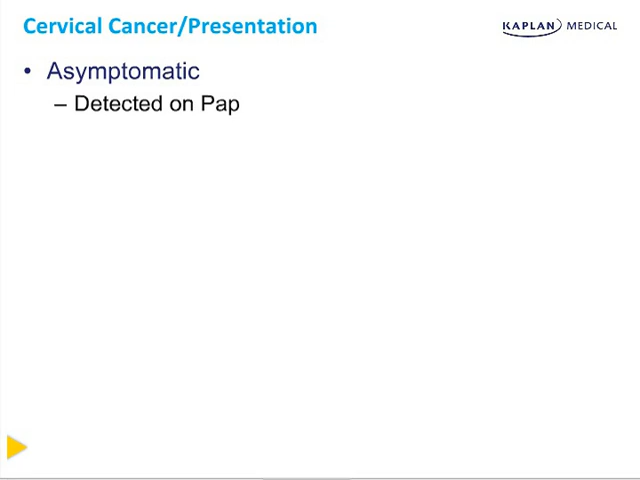 Cervical Cancer/Presentation
KAPLAN MEDICAL
• Asymptomatic
– Detected on Pap